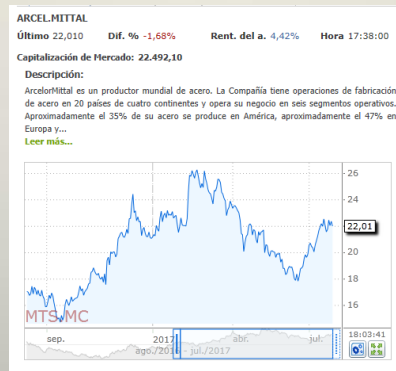 ARCEL.MITTAL
Último 22,010 Dif. % -1,68% Rent. del a. 4,42% Hora 17:38:00
Capitalización de Mercado: 22.492,10
Descripción:
ArcelorMittal es un productor mundial de acero. La Compañía tiene operaciones de fabricación
de acero en 20 países de cuatro continentes y opera su negocio en seis segmentos operativos.
Aproximadamente el 35% de su acero se produce en América, aproximadamente el 47% en
Europa y...
Leer más...
26
24
22,01
20
18
16
MTS.MC
sep. 2017 abr. jul.
18:03:41
ago./2016 - jul./2017